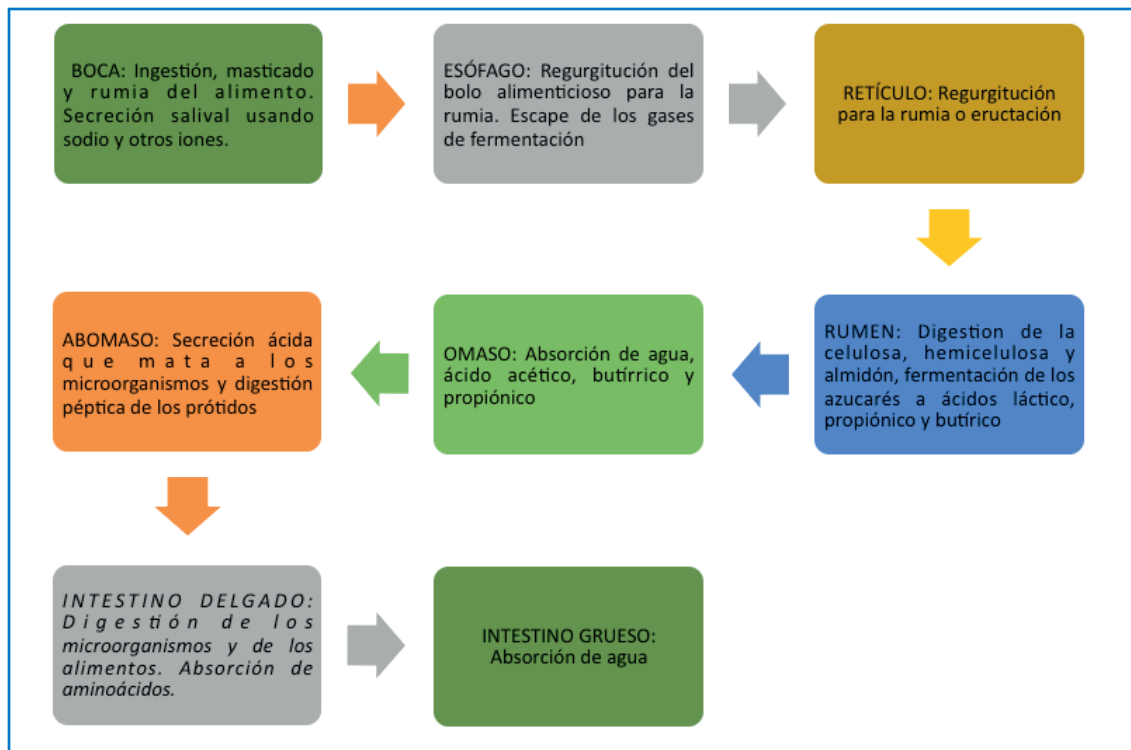 BOCA: Ingestión, masticado
y rumia del alimento.
Secreción salival usando
sodio y otros iones.
ESÓFAGO: Regurgitución del
bolo alimenticioso para la
rumia. Escape de los gases
de fermentación
RETÍCULO: Regurgitución
para la rumia o eructación
RUMEN: Digestion de la
celulosa, hemicelulosa y
almidón, fermentación de los
azucarés a ácidos láctico,
propiónico y butírico
OMASO: Absorción de agua,
ácido acético, butírrico y
propiónico
ABOMASO: Secreción ácida
que mata a los
microorganismos y digestión
péptica de los prótidos
INTESTINO DELGADO:
Digestión de los
microorganismos y de los
alimentos. Absorción de
aminoácidos.
INTESTINO GRUESO:
Absorción de agua